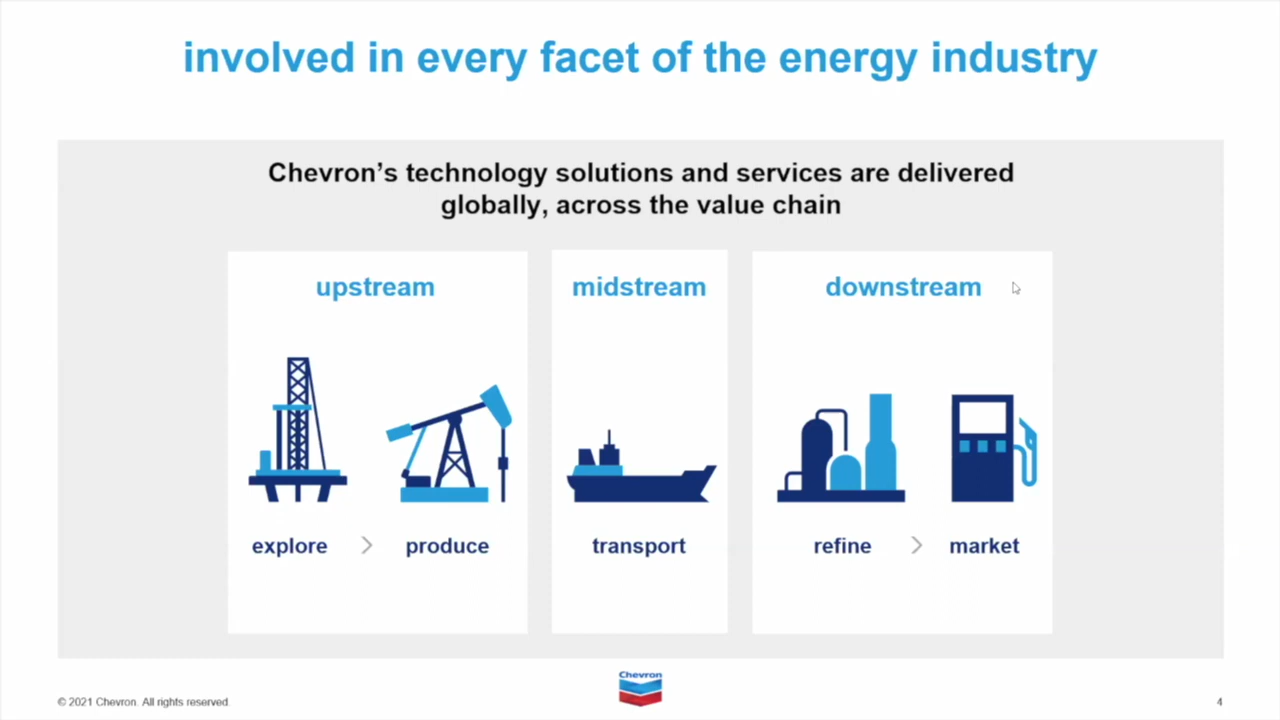 involved in every facet of the energy industry
Chevron’s technology solutions and services are delivered
globally, across the value chain
upstream
midstream
downstream
explore > produce
transport
refine > market
Chevron
© 2021 Chevron. All rights reserved.
4